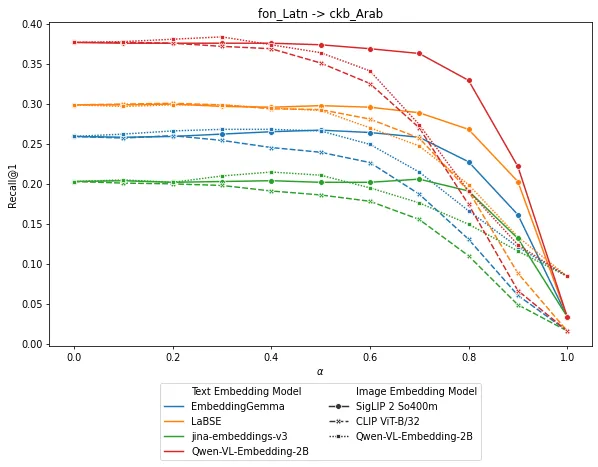 fon_Latn -> ckb_Arab
Recall@1
0.40
0.35
0.30
0.25
0.20
0.15
0.10
0.05
0.00
0.0 0.2 0.4 0.6 0.8 1.0
α
Text Embedding Model
EmbeddingGemma
LaBSE
jina-embeddings-v3
Qwen-VL-Embedding-2B
Image Embedding Model
SigLIP 2 So400m
CLIP ViT-B/32
Qwen-VL-Embedding-2B